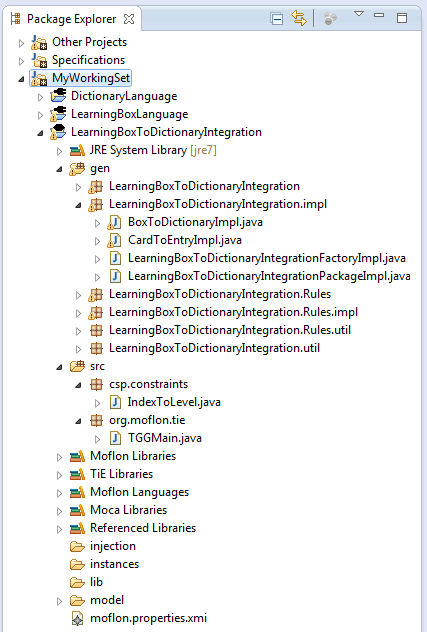 Package Explorer
Other Projects
Specifications
MyWorkingSet
DictionaryLanguage
LearningBoxLanguage
LearningBoxToDictionaryIntegration
JRE System Library [jre7]
gen
LearningBoxToDictionaryIntegration
LearningBoxToDictionaryIntegration.impl
BoxToDictionaryImpl.java
CardToEntryImpl.java
LearningBoxToDictionaryIntegrationFactoryImpl.java
LearningBoxToDictionaryIntegrationPackageImpl.java
LearningBoxToDictionaryIntegration.Rules
LearningBoxToDictionaryIntegration.Rules.impl
LearningBoxToDictionaryIntegration.Rules.util
LearningBoxToDictionaryIntegration.util
src
csp.constraints
IndexToLevel.java
org.moflon.tie
TGGMain.java
Moflon Libraries
TiE Libraries
Moflon Languages
Moca Libraries
Referenced Libraries
injection
instances
lib
model
moflon.properties.xmi